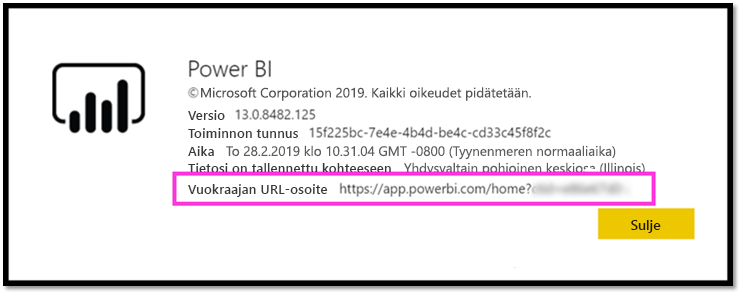 Power BI
©Microsoft Corporation 2019. Kaikki oikeudet pidätetään.
Versio 13.0.8482.125
Toiminnon tunnus 15f225bc-7e4e-4b4d-be4c-cd33c45f8f2c
Aika To 28.2.2019 klo 10.31.04 GMT -0800 (Tyynenmeren normaaliaika)
Tietosi on tallennettu kohteeseen Yhdysvaltain pohjoinen keskiosa (Illinois)
Vuokraajan URL-osoite https://app.powerbi.com/home?
Sulje